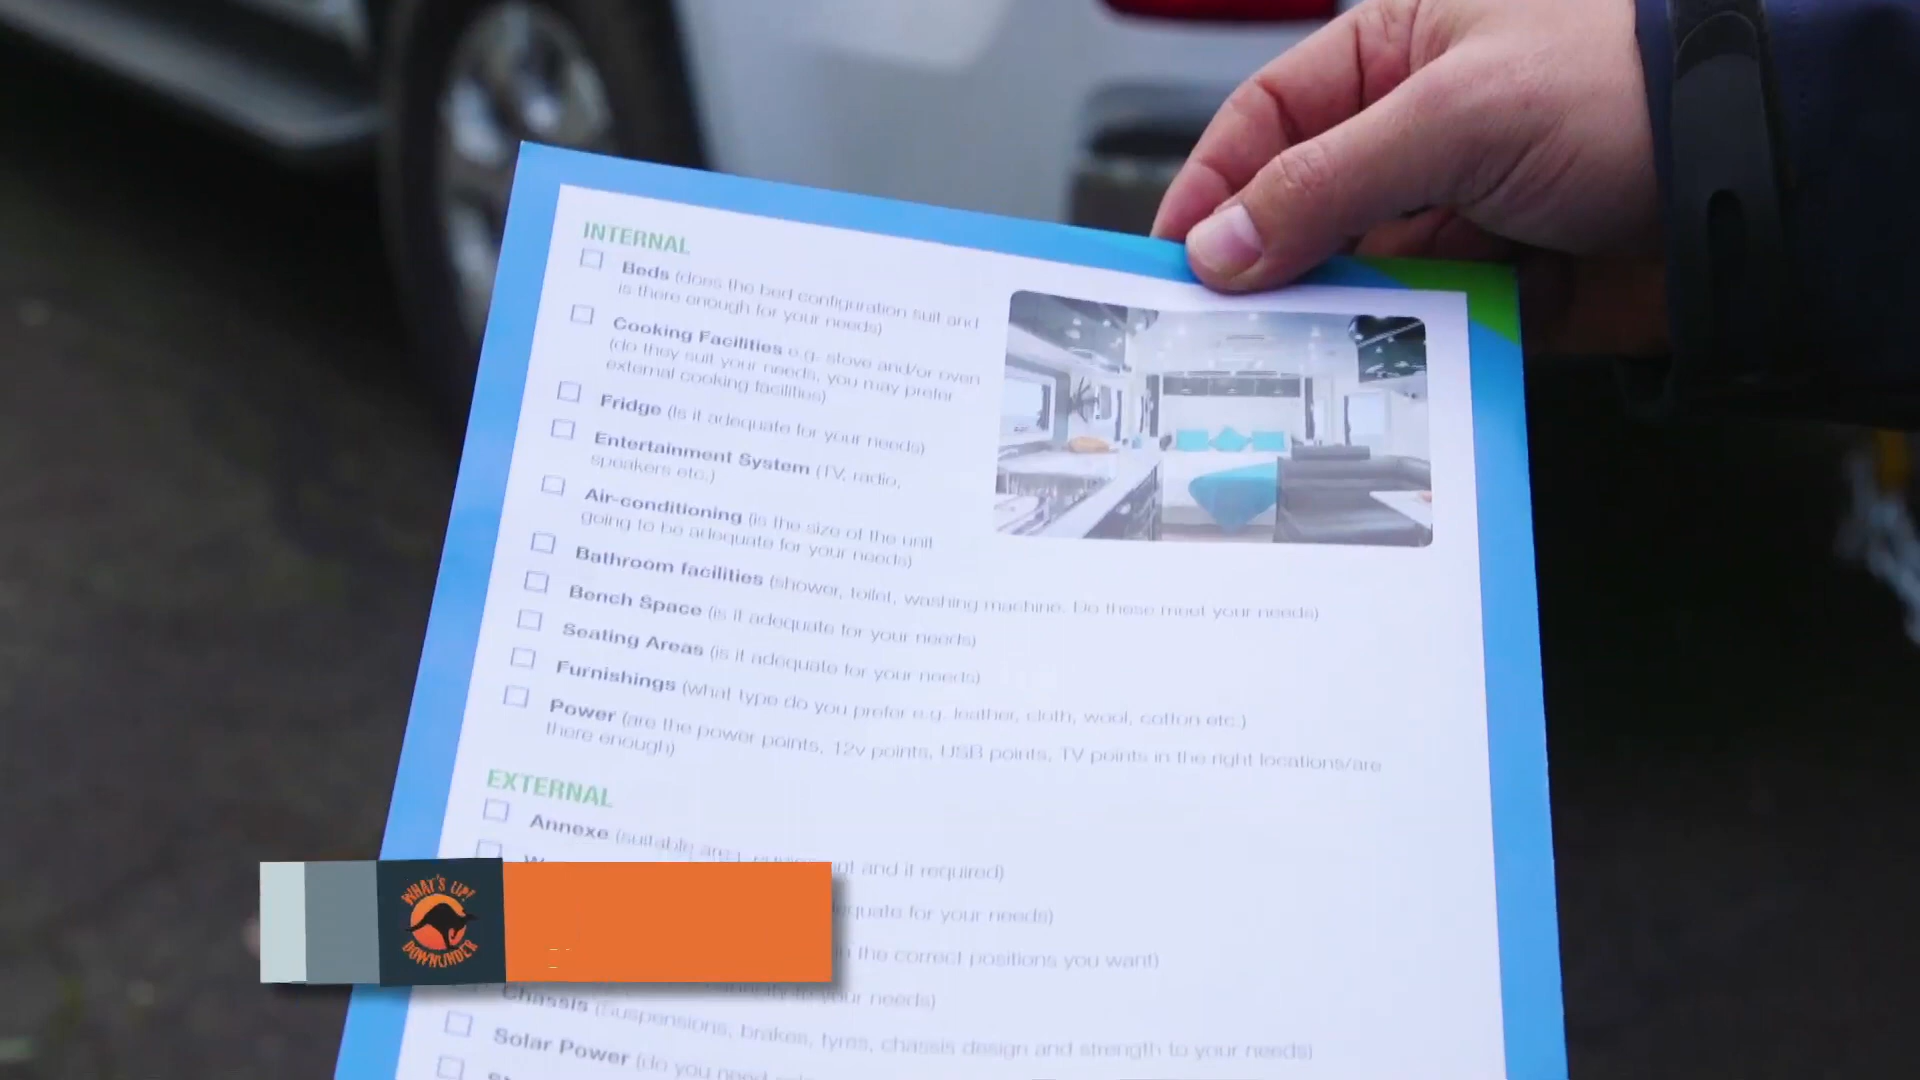 INTERNAL
Beds (does the bed configuration suit and
is there enough for your needs)
Cooking Facilities e.g. stove and/or oven
(do they suit your needs, you may prefer
external cooking facilities)
Fridge (is it adequate for your needs)
Entertainment System (TV, radio,
speakers etc.)
Air-conditioning (is the size of the unit
going to be adequate for your needs)
Bathroom facilities (shower, toilet, washing machine. Do these meet your needs)
Bench Space (is it adequate for your needs)
Seating Areas (is it adequate for your needs)
Furnishings (what type do you prefer e.g. leather, cloth, wool, cotton etc.)
Power (are the power points, 12v points, USB points, TV points in the right locations/are
there enough)
EXTERNAL
Annexe (suitable and if required)
for your needs)
the correct positions you want)
your needs)
Chassis (suspensions, brakes, tyres, chassis design and strength to your needs)
Solar Power (do you need
WHAT'S UP!
DOWNUNDER